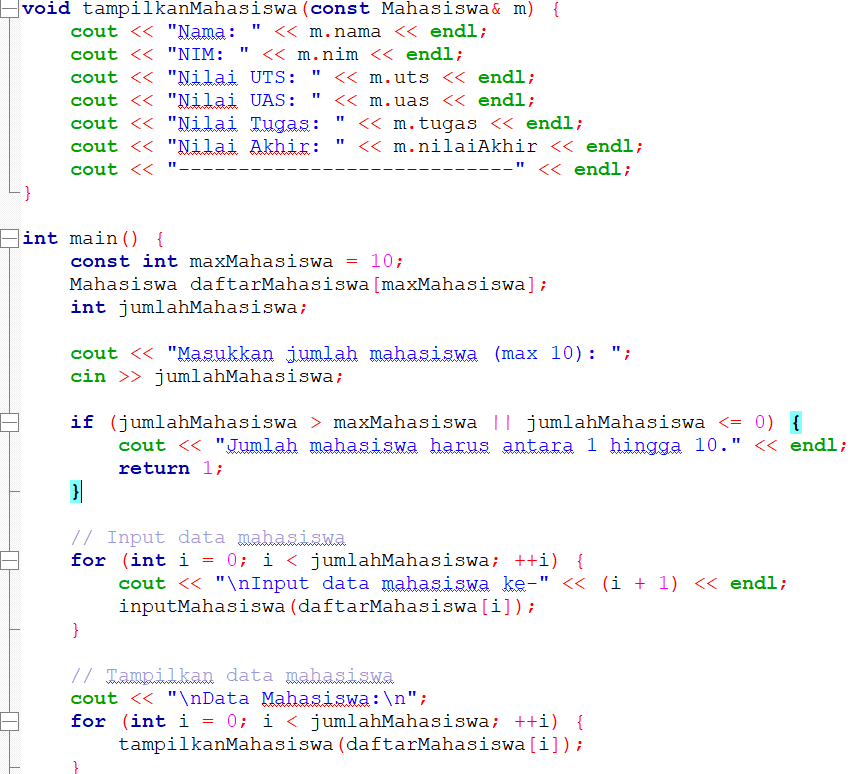 void tampilkanMahasiswa(const Mahasiswa& m) {
    cout << "Nama: " << m.nama << endl;
    cout << "NIM: " << m.nim << endl;
    cout << "Nilai UTS: " << m.uts << endl;
    cout << "Nilai UAS: " << m.uas << endl;
    cout << "Nilai Tugas: " << m.tugas << endl;
    cout << "Nilai Akhir: " << m.nilaiAkhir << endl;
    cout << "----------------------------" << endl;
}
int main() {
    const int maxMahasiswa = 10;
    Mahasiswa daftarMahasiswa[maxMahasiswa];
    int jumlahMahasiswa;
    cout << "Masukkan jumlah mahasiswa (max 10): ";
    cin >> jumlahMahasiswa;
    if (jumlahMahasiswa > maxMahasiswa || jumlahMahasiswa <= 0) {
        cout << "Jumlah mahasiswa harus antara 1 hingga 10." << endl;
        return 1;
    }
    // Input data mahasiswa
    for (int i = 0; i < jumlahMahasiswa; ++i) {
        cout << "\nInput data mahasiswa ke-" << (i + 1) << endl;
        inputMahasiswa(daftarMahasiswa[i]);
    }
    // Tampilkan data mahasiswa
    cout << "\nData Mahasiswa:\n";
    for (int i = 0; i < jumlahMahasiswa; ++i) {
        tampilkanMahasiswa(daftarMahasiswa[i]);
    }